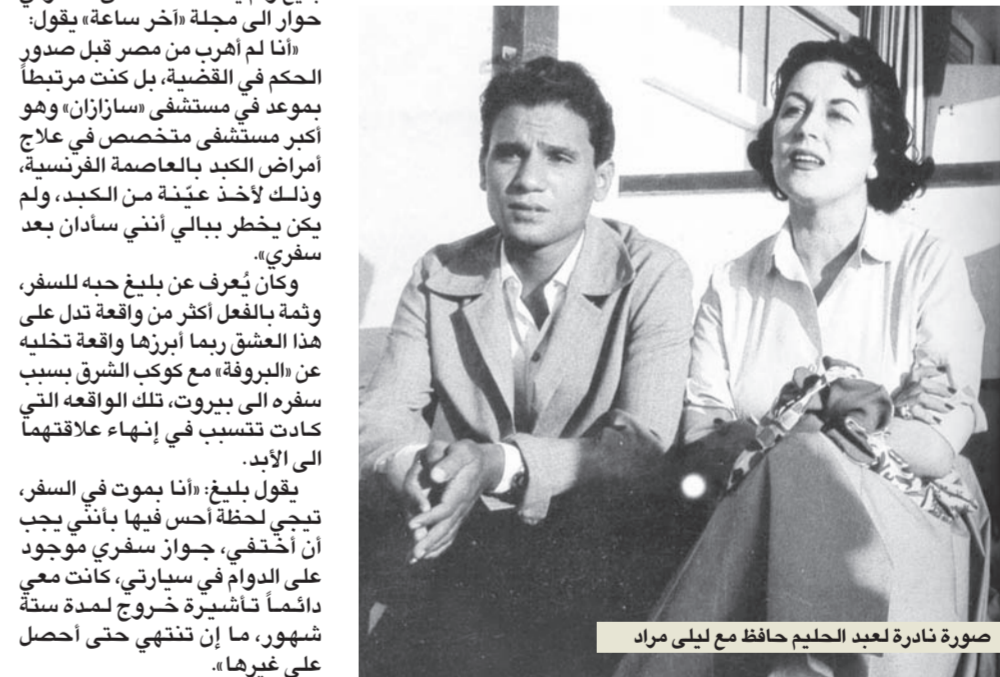 حوار الى مجلة «آخر ساعة» يقول:
«أنا لم أهرب من مصر قبل صدور
الحكم في القضية، بل كنت مرتبطاً
بموعد في مستشفى «سازازان» وهو
أكبر مستشفى متخصص في علاج
أمراض الكبد بالعاصمة الفرنسية،
وذلك لأخذ عيّنة من الكبد، ولم
يكن يخطر ببالي أنني سأدان بعد
سفري».
وكان يُعرف عن بليغ حبه للسفر،
وثمة بالفعل أكثر من واقعة تدل على
هذا العشق ربما أبرزها واقعة تخليه
عن «البروفة» مع كوكب الشرق بسبب
سفره الى بيروت، تلك الواقعه التي
كادت تتسبب في إنهاء علاقتهما
الى الأبد.
يقول بليغ: «أنا بموت في السفر،
تيجي لحظة أحس فيها بأنني يجب
أن أختفي، جواز سفري موجود
على الدوام في سيارتي، كانت معي
دائماً تأشيرة خروج لمدة ستة
شهور، ما إن تنتهي حتى أحصل
على غيرها».
صورة نادرة لعبد الحليم حافظ مع ليلى مراد